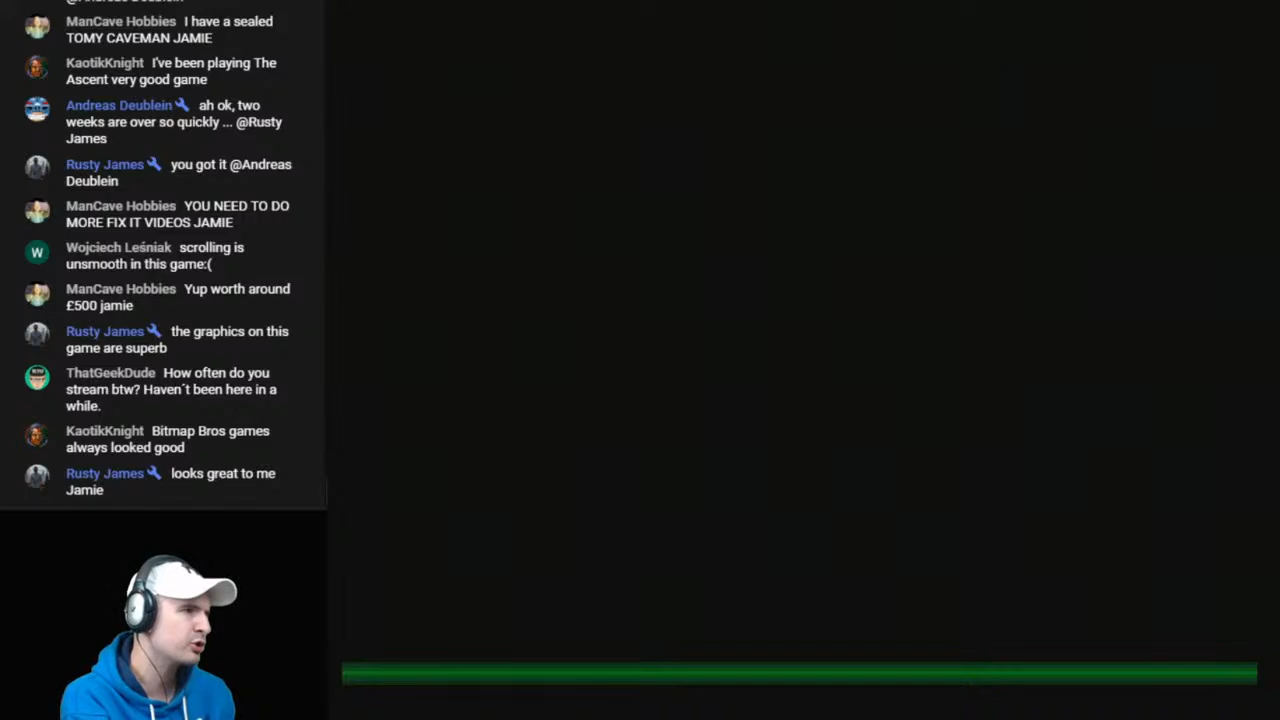 ManCave Hobbies I have a sealed
TOMY CAVEMAN JAMIE
KaotikKnight I've been playing The
Ascent very good game
Andreas Deublein ah ok, two
weeks are over so quickly ... @Rusty
James
Rusty James you got it @Andreas
Deublein
ManCave Hobbies YOU NEED TO DO
MORE FIX IT VIDEOS JAMIE
W
Wojciech Leśniak scrolling is
unsmooth in this game:(
ManCave Hobbies Yup worth around
£500 jamie
Rusty James the graphics on this
game are superb
ThatGeekDude How often do you
stream btw? Haven´t been here in a
while.
KaotikKnight Bitmap Bros games
always looked good
Rusty James looks great to me
Jamie